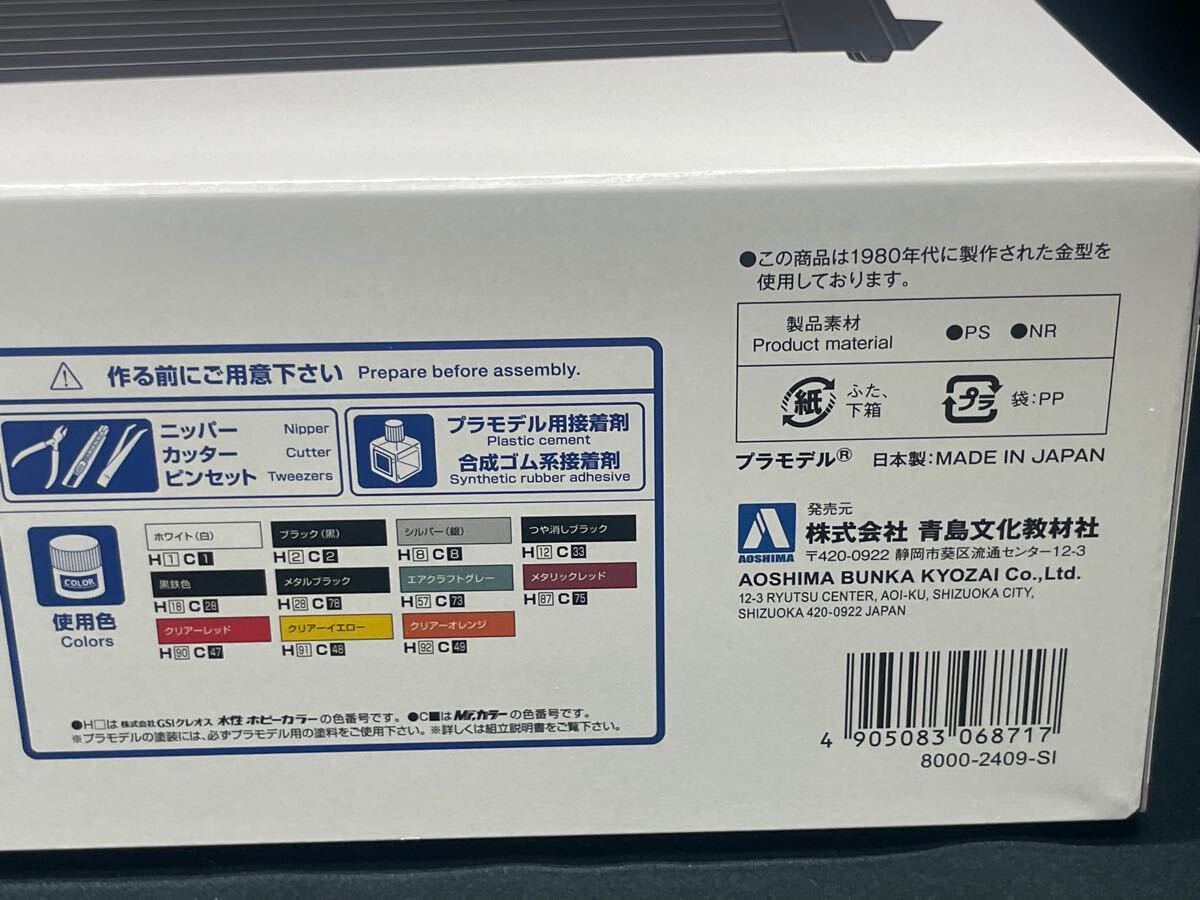 ●この商品は1980年代に製作された金型を
使用しております。
製品素材
Product material
●PS ●NR
紙 ふた、
下箱
プラ 袋:PP
プラモデル® 日本製:MADE IN JAPAN
AOSHIMA
発売元
株式会社 青島文化教材社
〒420-0922 静岡市葵区流通センター12-3
AOSHIMA BUNKA KYOZAI Co.,Ltd.
12-3 RYUTSU CENTER, AOI-KU, SHIZUOKA CITY,
SHIZUOKA 420-0922 JAPAN
4 905083 068717
8000-2409-SI
作る前にご用意下さい Prepare before assembly.
ニッパー Nipper
カッター Cutter
ピンセット Tweezers
プラモデル用接着剤
Plastic cement
合成ゴム系接着剤
Synthetic rubber adhesive
COLOR
使用色
Colors
ホワイト(白) ブラック(黒) シルバー(銀) つや消しブラック
H1 C1 H2 C2 H8 C8 H12 C33
黒鉄色 メタルブラック エアクラフトグレー メタリックレッド
H18 C28 H28 C78 H57 C73 H87 C75
クリアーレッド クリアーイエロー クリアーオレンジ
H90 C47 H91 C48 H92 C49
●H□は株式会社GSIクレオス 水性ホビーカラーの色番号です。●C■はMr.カラーの色番号です。
※プラモデルの塗装には、必ずプラモデル用の塗料をご使用下さい。※詳しくは組立説明書をご覧下さい。